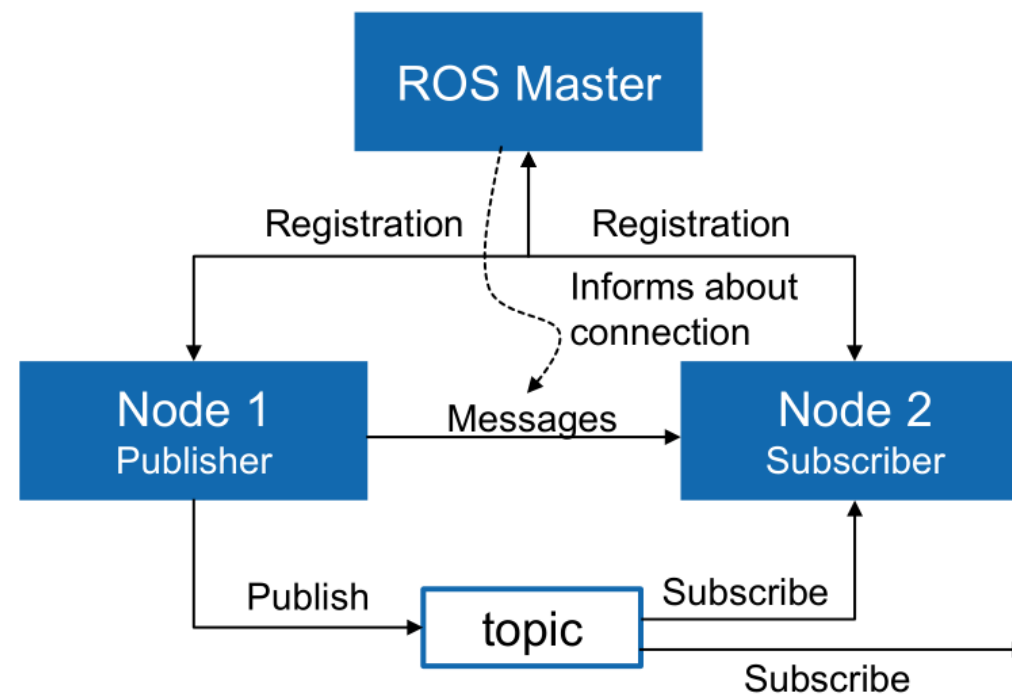 ROS Master
Registration
Registration
Informs about
connection
Node 1
Publisher
Messages
Node 2
Subscriber
Publish
topic
Subscribe
Subscribe